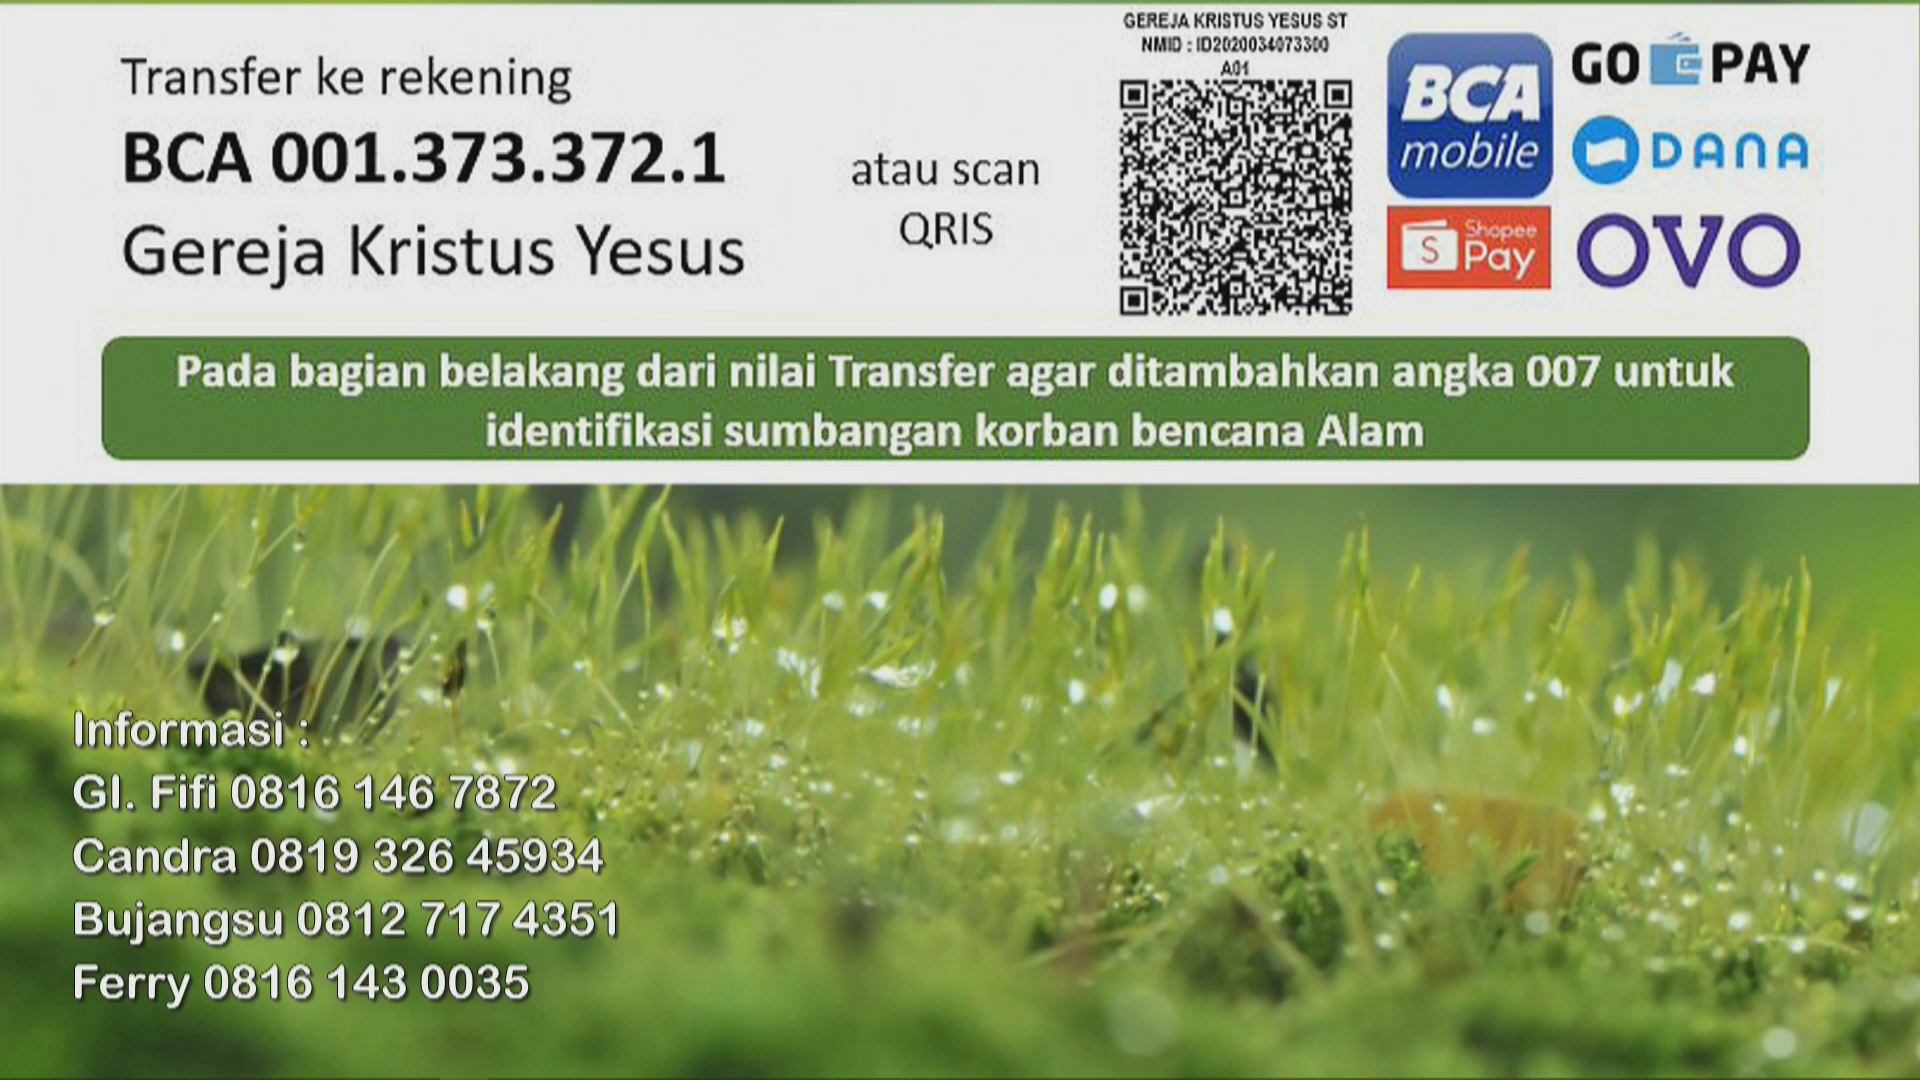 GEREJA KRISTUS YESUS ST
NMID : ID2020034073300
A01
Transfer ke rekening
BCA 001.373.372.1
Gereja Kristus Yesus
atau scan
QRIS
BCA
mobile
GO PAY
DANA
S
Shopee
Pay
OVO
Pada bagian belakang dari nilai Transfer agar ditambahkan angka 007 untuk
identifikasi sumbangan korban bencana Alam
Informasi :
Gl. Fifi 0816 146 7872
Candra 0819 326 45934
Bujangsu 0812 717 4351
Ferry 0816 143 0035